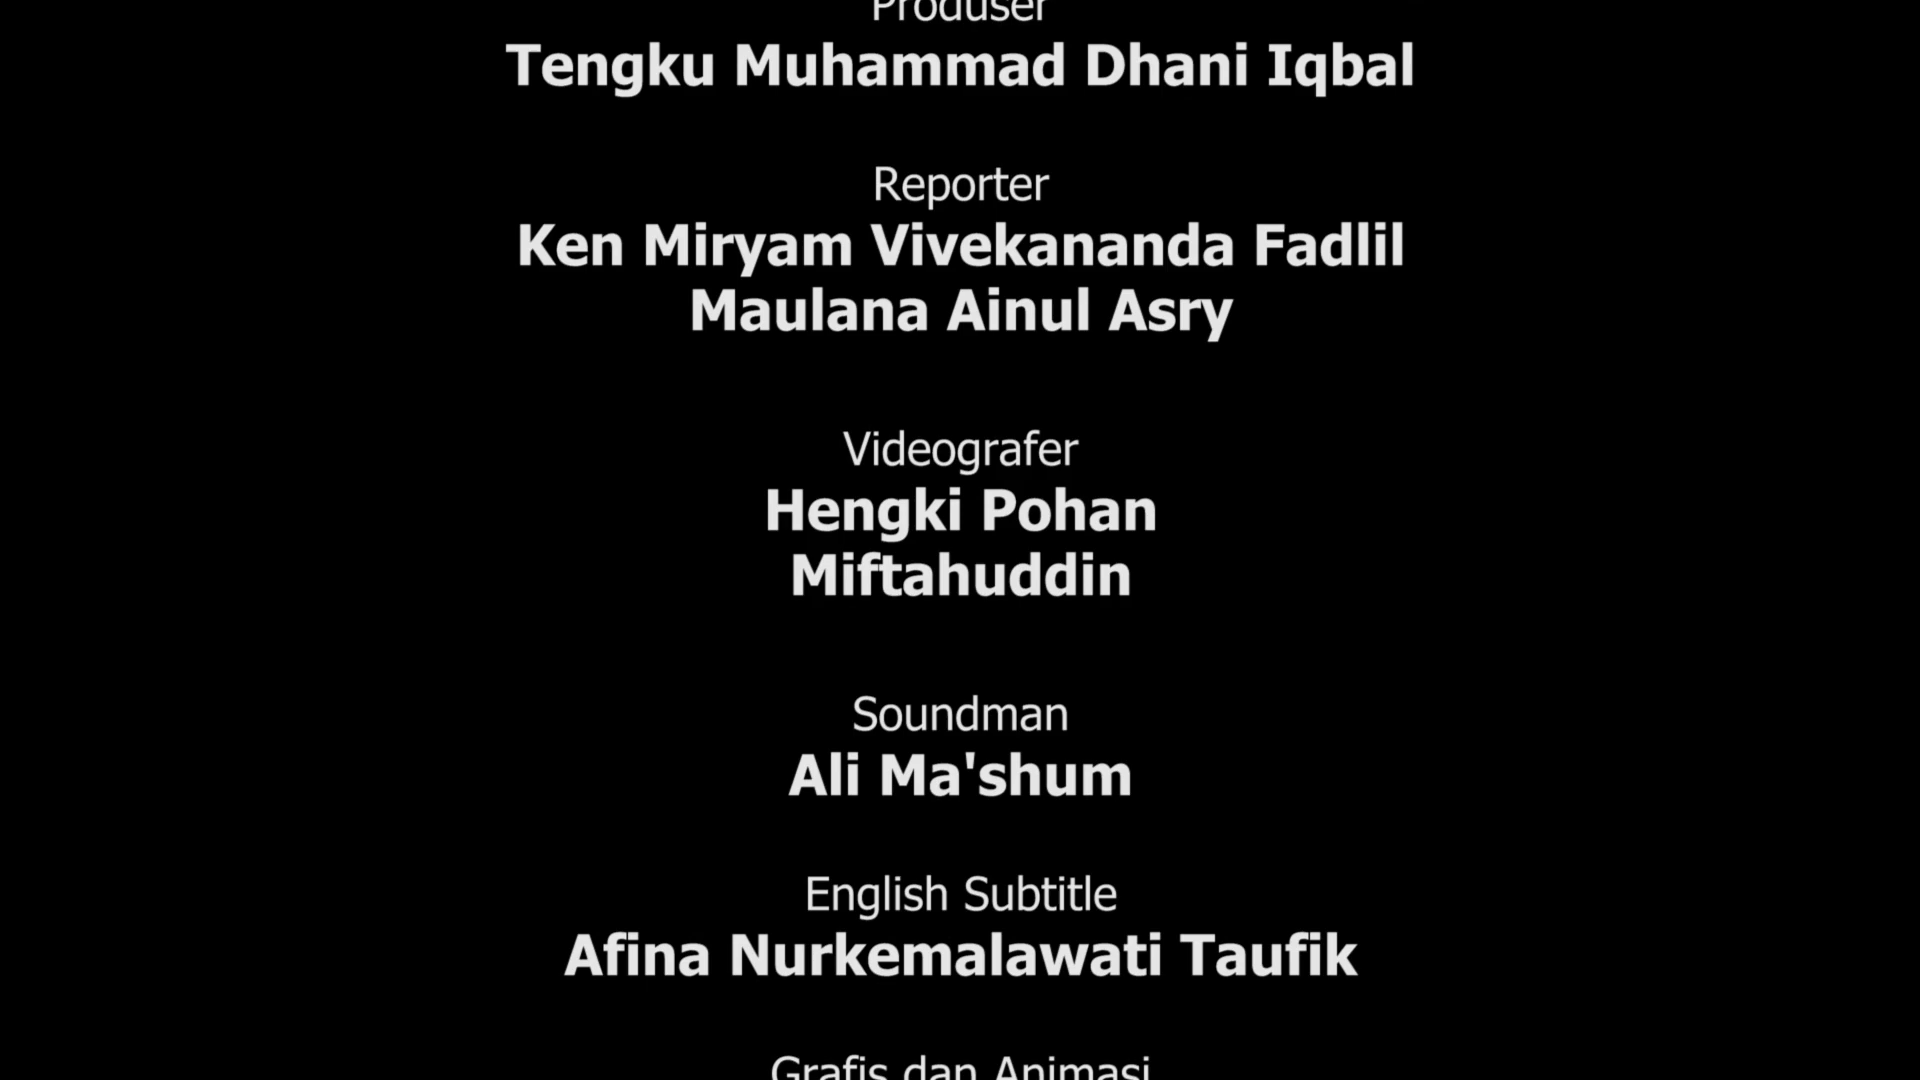 Produser
Tengku Muhammad Dhani Iqbal
Reporter
Ken Miryam Vivekananda Fadlil
Maulana Ainul Asry
Videografer
Hengki Pohan
Miftahuddin
Soundman
Ali Ma'shum
English Subtitle
Afina Nurkemalawati Taufik
Grafis dan Animasi